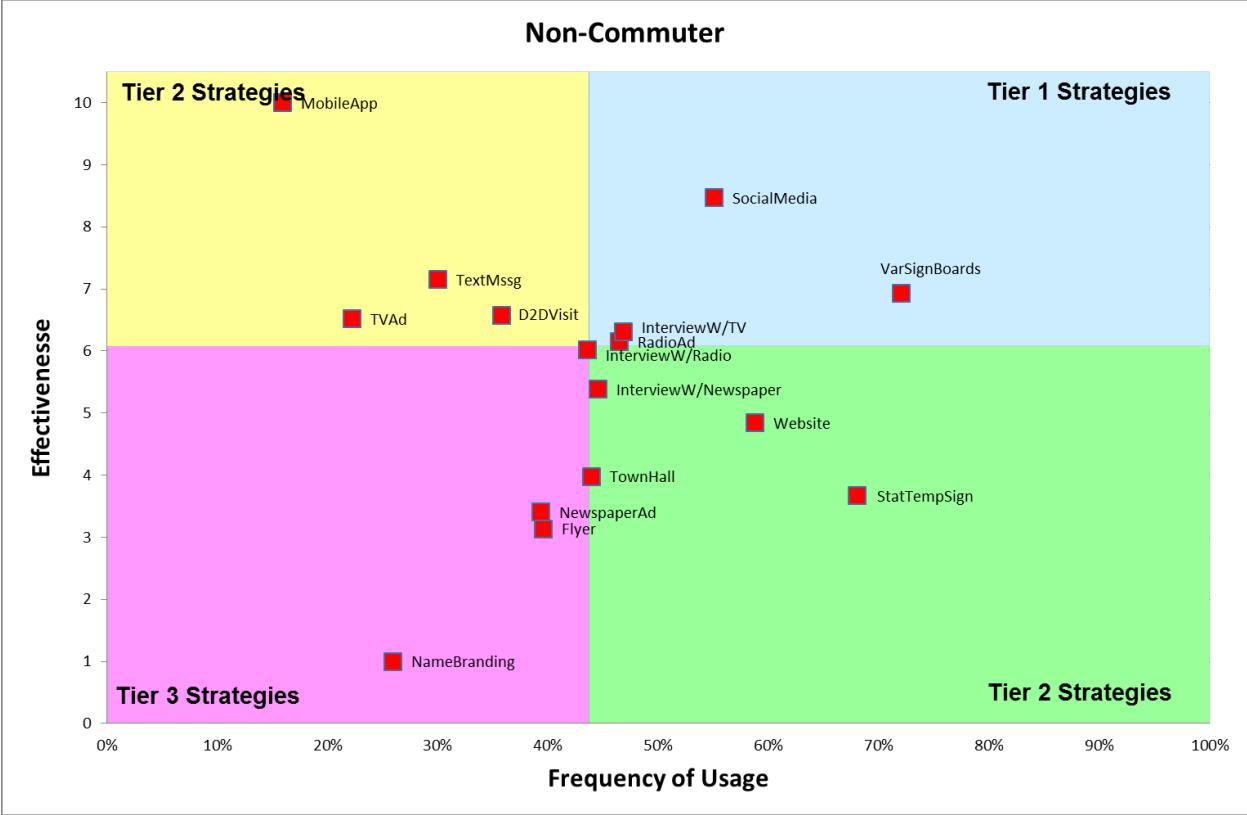 Non-Commuter
Tier 2 Strategies
Tier 1 Strategies
10
MobileApp
9
SocialMedia
8
VarSignBoards
7
TextMssg
D2DVisit
TVAd
InterviewW/TV
RadioAd
6
InterviewW/Radio
InterviewW/Newspaper
5
Website
4
TownHall
StatTempSign
NewspaperAd
3
Flyer
2
1
NameBranding
Tier 3 Strategies
Tier 2 Strategies
0
Effectivenesse
0%
10%
20%
30%
40%
50%
60%
70%
80%
90%
100%
Frequency of Usage